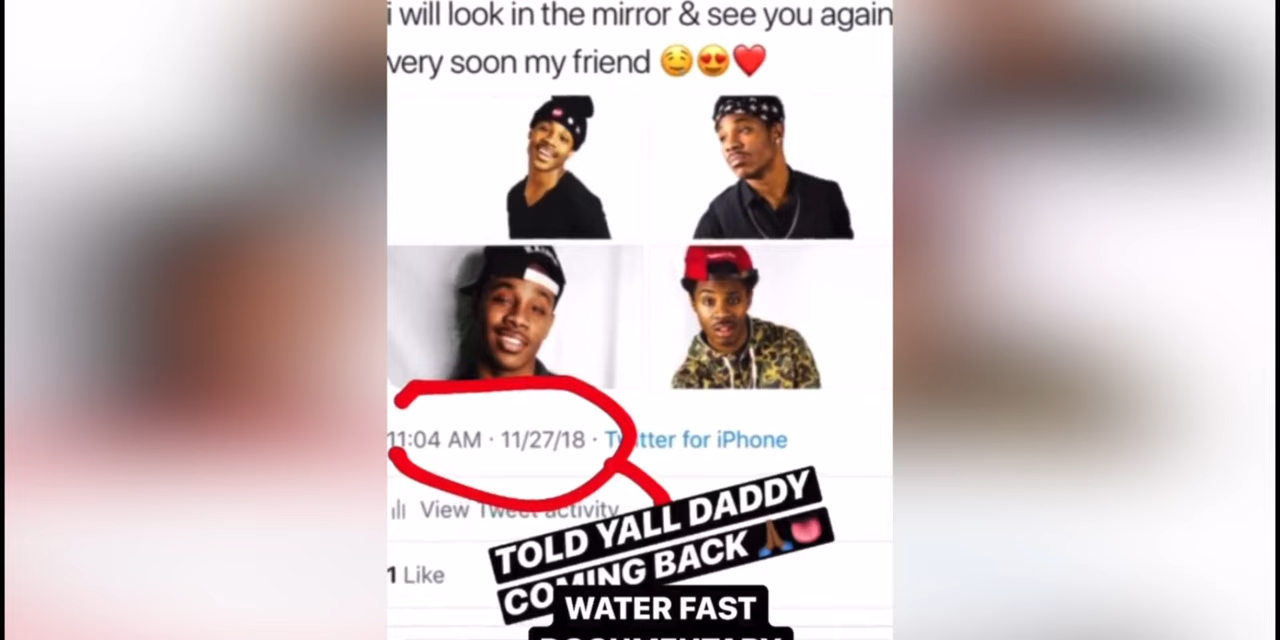 i will look in the mirror & see you again
very soon my friend 🤤😍❤️
11:04 AM · 11/27/18 · Twitter for iPhone
View Tweet activity
TOLD YALL DADDY
COMING BACK 🙏🏾👅
1 Like
WATER FAST
DOCUMENTARY